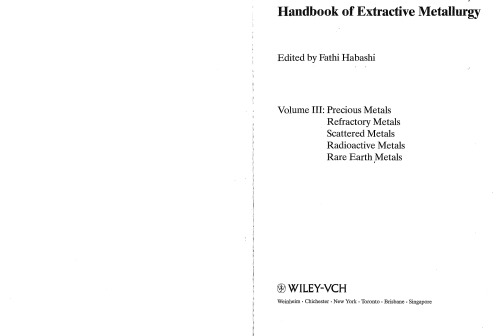 Handbook of Extractive Metallurgy
Edited by Fathi Habashi
Volume III: Precious Metals
Refractory Metals
Scattered Metals
Radioactive Metals
Rare Earth Metals
WILEY-VCH
Weinheim · Chichester · New York · Toronto · Brisbane · Singapore